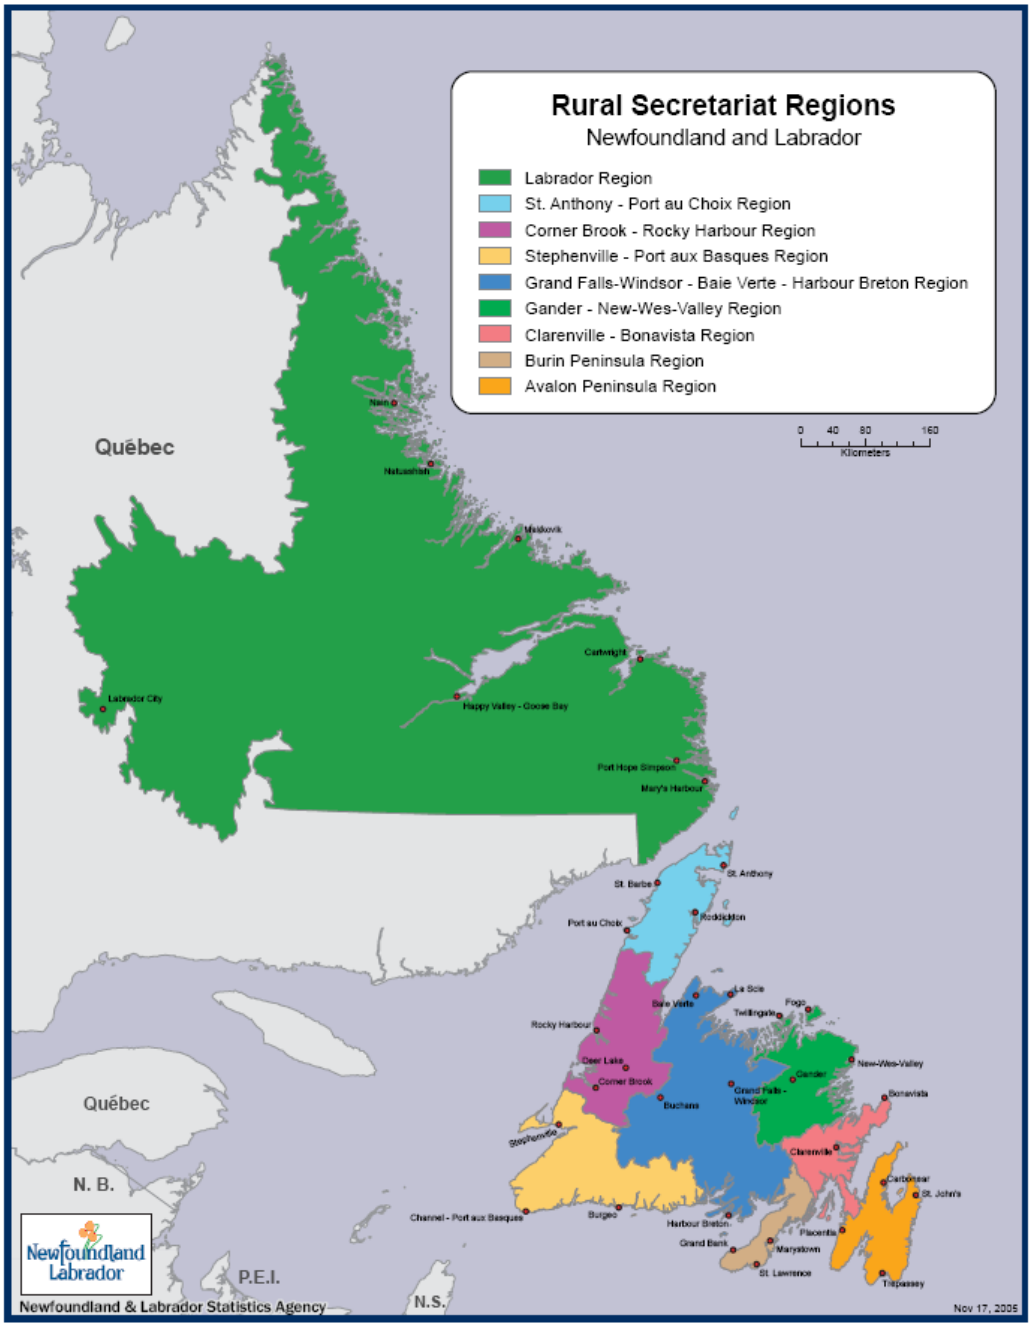 Rural Secretariat Regions
Newfoundland and Labrador
Labrador Region
St. Anthony - Port au Choix Region
Corner Brook - Rocky Harbour Region
Stephenville - Port aux Basques Region
Grand Falls-Windsor - Baie Verte - Harbour Breton Region
Gander - New-Wes-Valley Region
Clarenville - Bonavista Region
Burin Peninsula Region
Avalon Peninsula Region
0 40 80 160
Kilometers
Nain
Québec
Natuashish
Makkovik
Cartwright
Labrador City
Happy Valley - Goose Bay
Port Hope Simpson
Mary's Harbour
St. Anthony
St. Barbe
Roddickton
Port au Choix
La Scie
Baie Verte
Fogo
Twillingate
Rocky Harbour
Deer Lake
New-Wes-Valley
Gander
Corner Brook
Grand Falls -
Windsor
Bonavista
Buchans
Québec
Stephenville
Clarenville
Carbonear
N. B.
St. John's
Channel - Port aux Basques
Burgeo
Harbour Breton
Placentia
Grand Bank
Marystown
St. Lawrence
Trepassey
Newfoundland
Labrador
P.E.I.
N.S.
Newfoundland & Labrador Statistics Agency
Nov 17, 2005